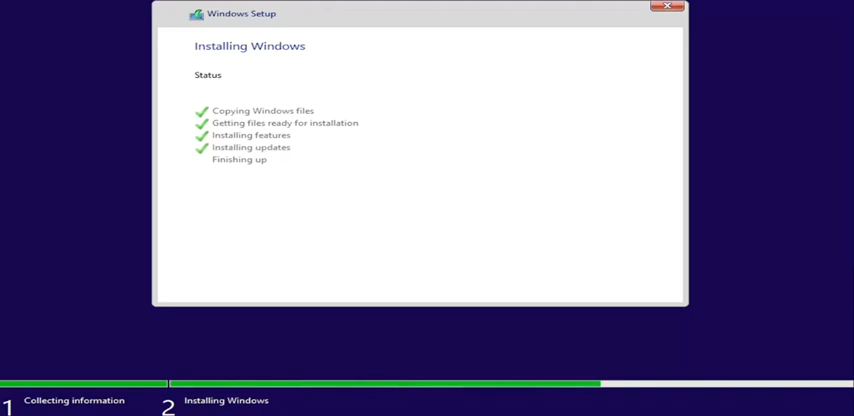 Windows Setup
Installing Windows
Status
Copying Windows files
Getting files ready for installation
Installing features
Installing updates
Finishing up
1 Collecting information
2 Installing Windows